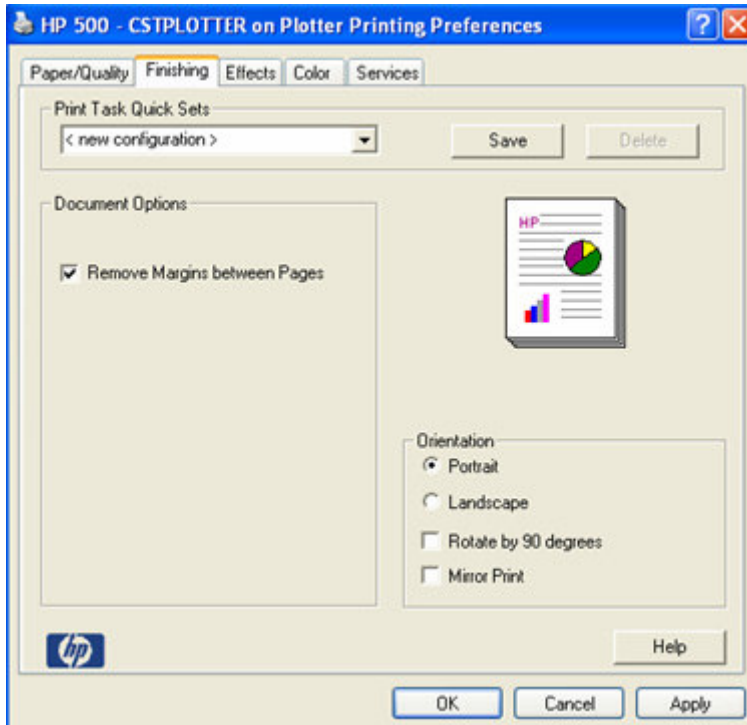 HP 500 - CSTPLOTTER on Plotter Printing Preferences
Paper/Quality Finishing Effects Color Services
Print Task Quick Sets
< new configuration >
Save
Delete
Document Options
Remove Margins between Pages
HP
Orientation
Portrait
Landscape
Rotate by 90 degrees
Mirror Print
hp
Help
OK Cancel Apply